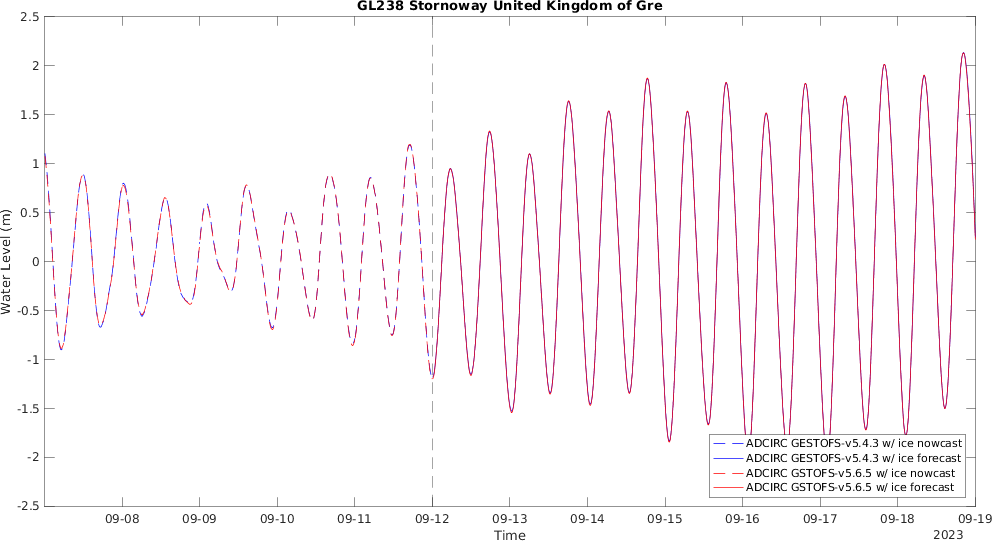 GL238 Stornoway United Kingdom of Gre
2.5
2
1.5
1
0.5
0
-0.5
-1
-1.5
-2
-2.5
Water Level (m)
ADCIRC GESTOFS-v5.4.3 w/ ice nowcast
ADCIRC GESTOFS-v5.4.3 w/ ice forecast
ADCIRC GSTOFS-v5.6.5 w/ ice nowcast
ADCIRC GSTOFS-v5.6.5 w/ ice forecast
09-08 09-09 09-10 09-11 09-12 09-13 09-14 09-15 09-16 09-17 09-18 09-19
Time
2023